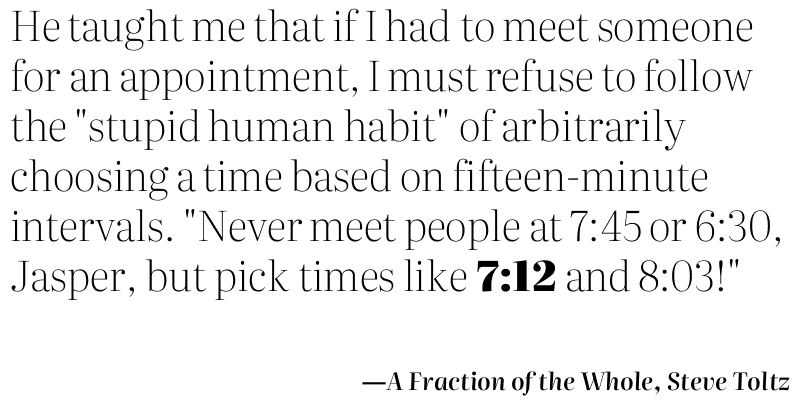 He taught me that if I had to meet someone
for an appointment, I must refuse to follow
the "stupid human habit" of arbitrarily
choosing a time based on fifteen-minute
intervals. "Never meet people at 7:45 or 6:30,
Jasper, but pick times like 7:12 and 8:03!"
—A Fraction of the Whole, Steve Toltz